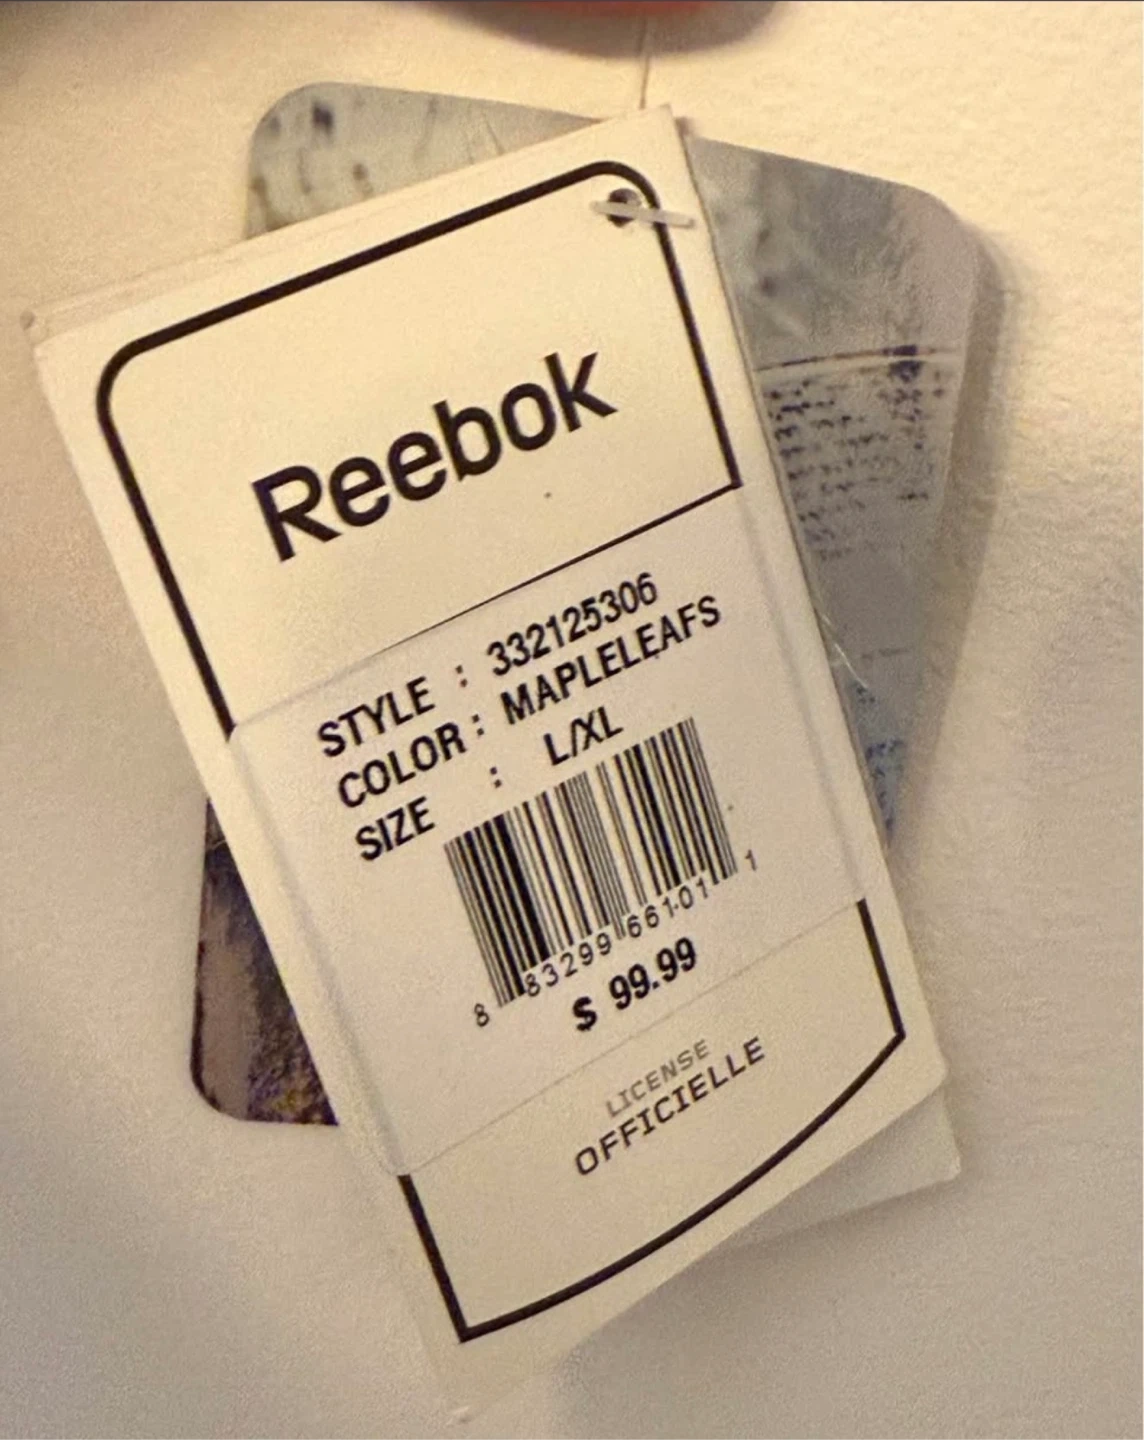 Reebok
STYLE : 332125306
COLOR : MAPLELEAFS
SIZE : L/XL
8 83299 66101 1
$ 99.99
LICENSE
OFFICIELLE